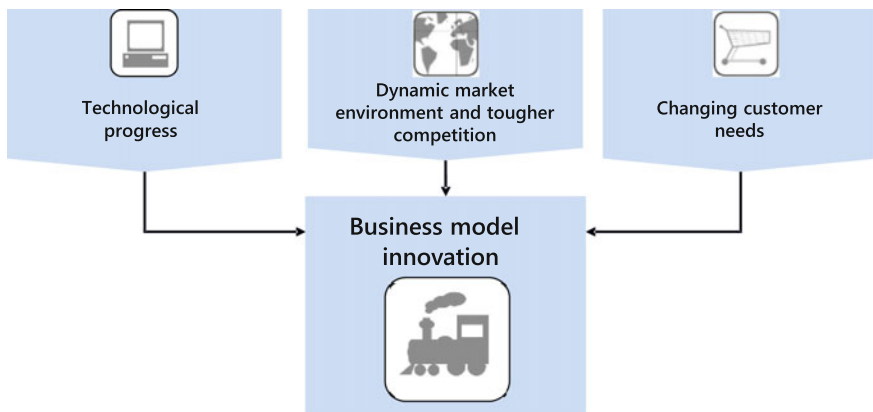 Technological
progress
Dynamic market
environment and tougher
competition
Changing customer
needs
Business model
innovation